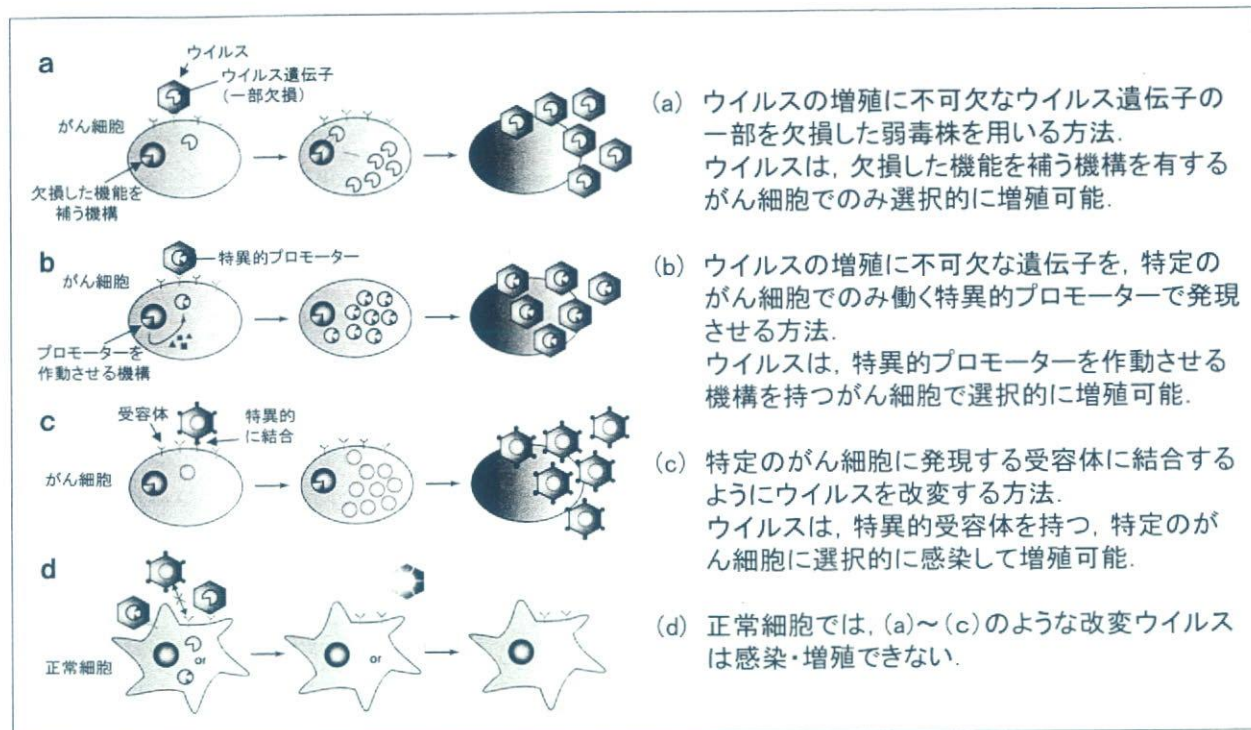 a
ウイルス
ウイルス遺伝子
(一部欠損)
がん細胞
欠損した機能を
補う機構
(a) ウイルスの増殖に不可欠なウイルス遺伝子の
一部を欠損した弱毒株を用いる方法.
ウイルスは, 欠損した機能を補う機構を有する
がん細胞でのみ選択的に増殖可能.
b
特異的プロモーター
がん細胞
プロモーターを
作動させる機構
(b) ウイルスの増殖に不可欠な遺伝子を, 特定の
がん細胞でのみ働く特異的プロモーターで発現
させる方法.
ウイルスは, 特異的プロモーターを作動させる
機構を持つがん細胞で選択的に増殖可能.
c
受容体
特異的
に結合
がん細胞
(c) 特定のがん細胞に発現する受容体に結合する
ようにウイルスを改変する方法.
ウイルスは, 特異的受容体を持つ, 特定のが
ん細胞に選択的に感染して増殖可能.
d
正常細胞
or
or
(d) 正常細胞では, (a)～(c)のような改変ウイルス
は感染・増殖できない.